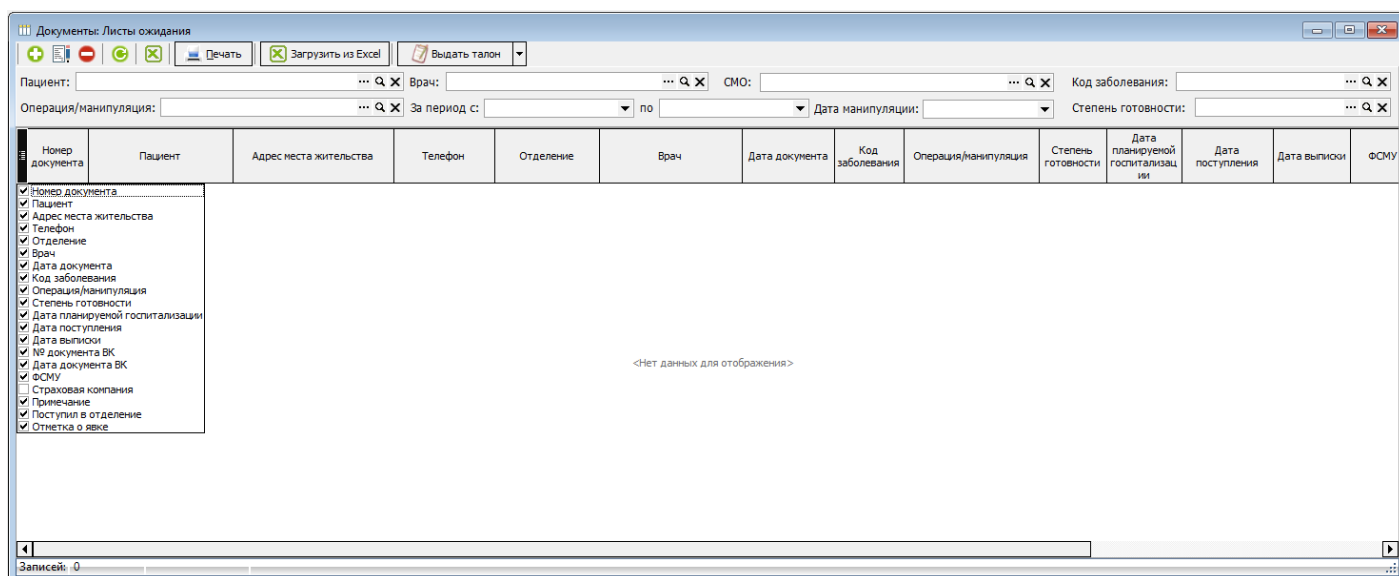 Документы: Листы ожидания
Печать Загрузить из Excel Выдать талон
Пациент: Врач: СМО: Код заболевания:
Операция/манипуляция: За период с: по Дата манипуляции: Степень готовности:
Номер документа Пациент Адрес места жительства Телефон Отделение Врач Дата документа Код заболевания Операция/манипуляция Степень готовности Дата планируемой госпитализац ии Дата поступления Дата выписки ФСМУ
Номер документа
Пациент
Адрес места жительства
Телефон
Отделение
Врач
Дата документа
Код заболевания
Операция/манипуляция
Степень готовности
Дата планируемой госпитализации
Дата поступления
Дата выписки
№ документа ВК
Дата документа ВК
ФСМУ
Страховая компания
Примечание
Поступил в отделение
Отметка о явке
<Нет данных для отображения>
Записей: 0